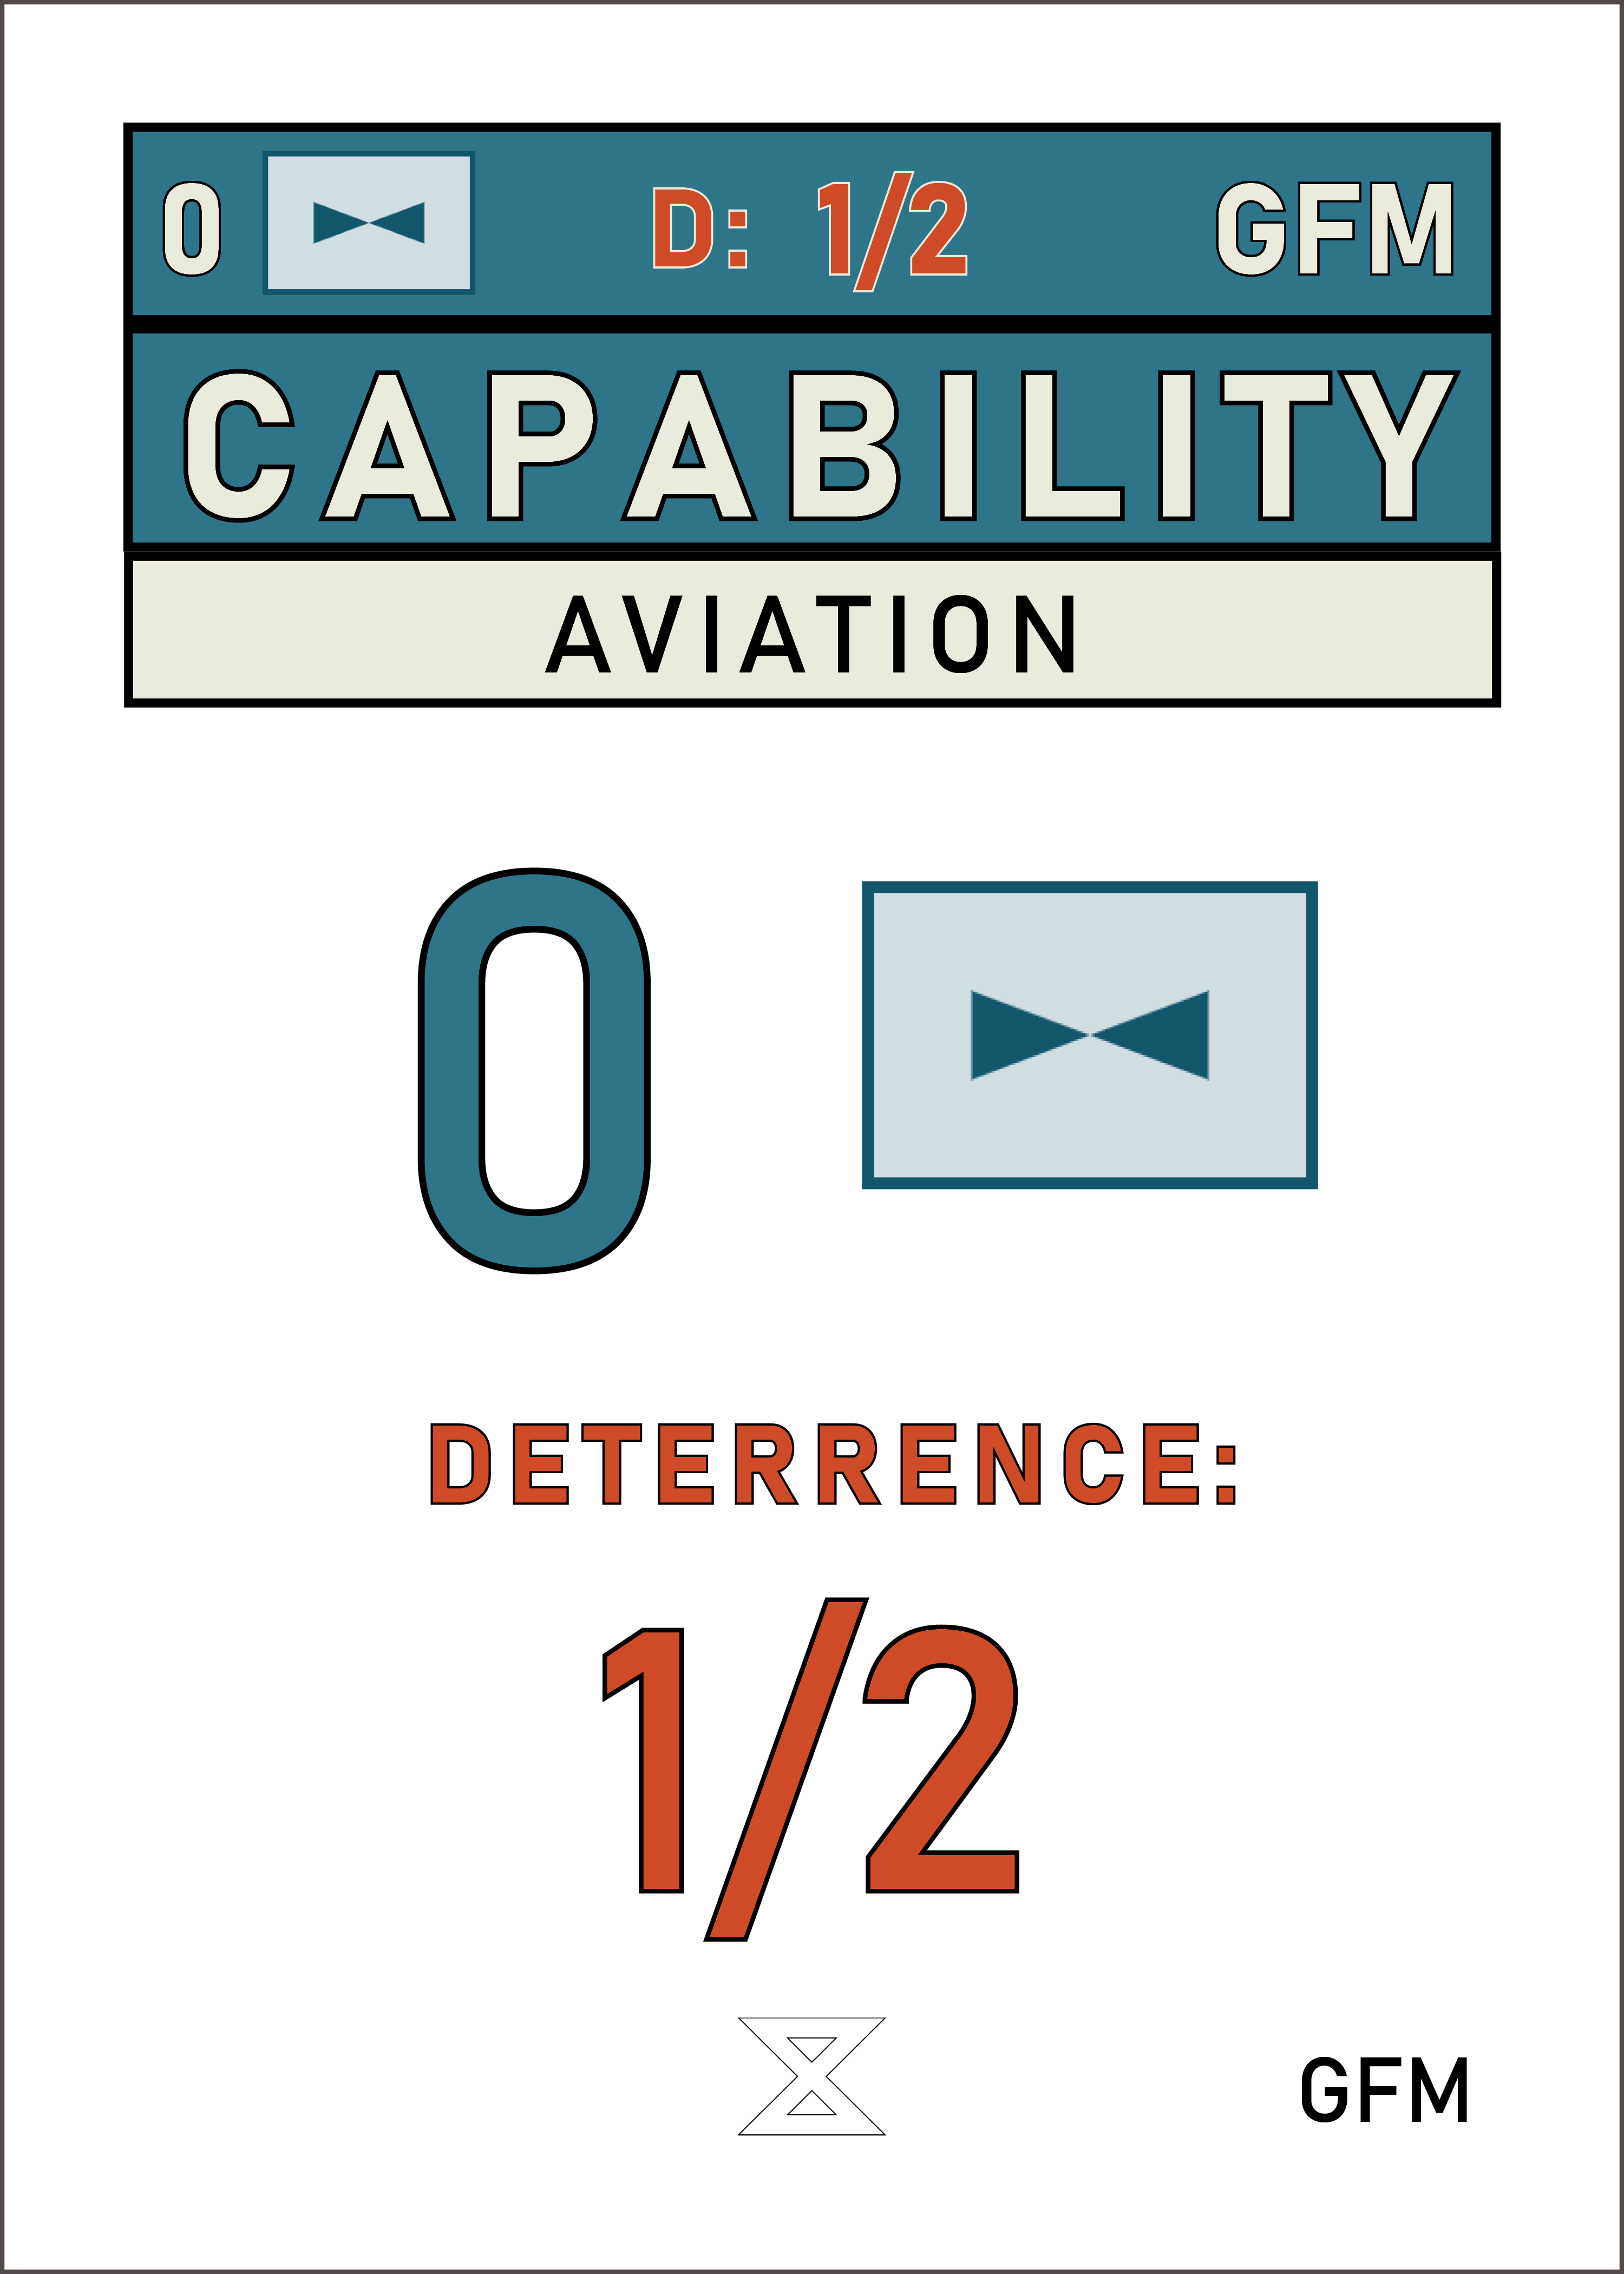 0 D: 1/2 GFM
CAPABILITY
AVIATION
0
DETERRENCE:
1/2
GFM